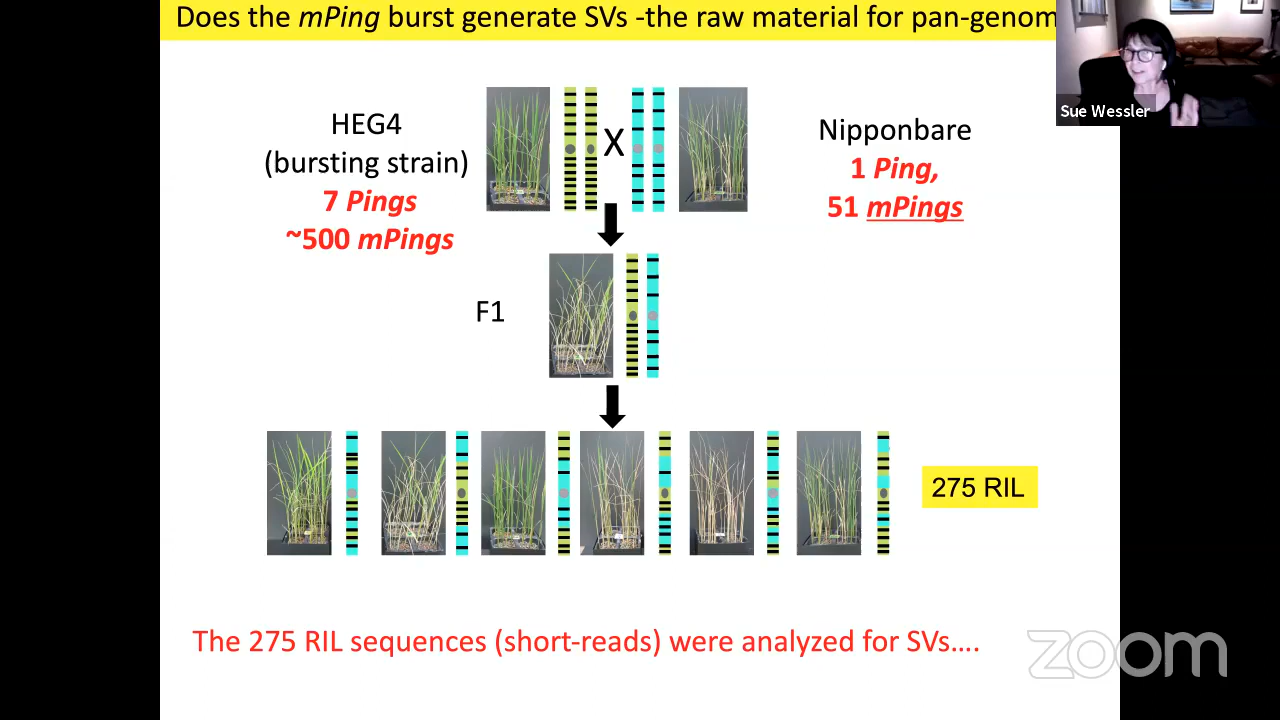 Does the mPing burst generate SVs -the raw material for pan-genom
Sue Wessler
HEG4
(bursting strain)
7 Pings
~500 mPings
X
Nipponbare
1 Ping,
51 mPings
F1
275 RIL
The 275 RIL sequences (short-reads) were analyzed for SVs....
zoom